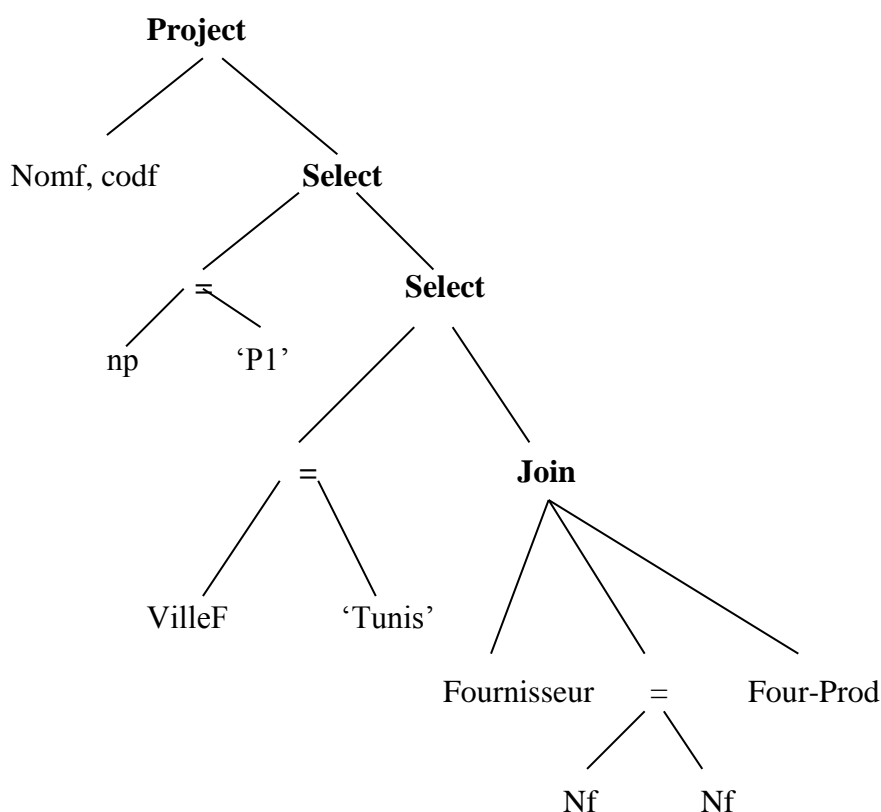 Project
Nomf, codf Select
= Select
np ‘P1’
= Join
VilleF ‘Tunis’
Fournisseur = Four-Prod
Nf Nf